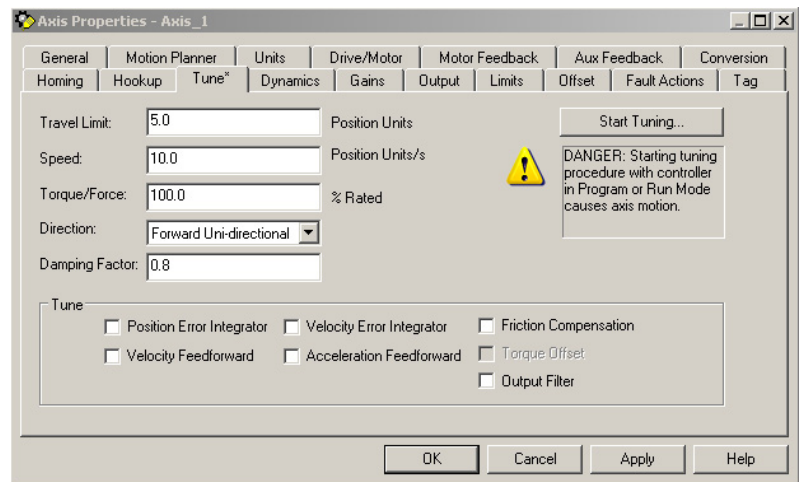 Axis Properties - Axis_1
General Motion Planner Units Drive/Motor Motor Feedback Aux Feedback Conversion
Homing Hookup Tune* Dynamics Gains Output Limits Offset Fault Actions Tag
Travel Limit: 5.0 Position Units
Start Tuning...
Speed: 10.0 Position Units/s
DANGER: Starting tuning
procedure with controller
in Program or Run Mode
causes axis motion.
Torque/Force: 100.0 % Rated
Direction: Forward Uni-directional
Damping Factor: 0.8
Tune
Position Error Integrator Velocity Error Integrator Friction Compensation
Velocity Feedforward Acceleration Feedforward Torque Offset
Output Filter
OK Cancel Apply Help